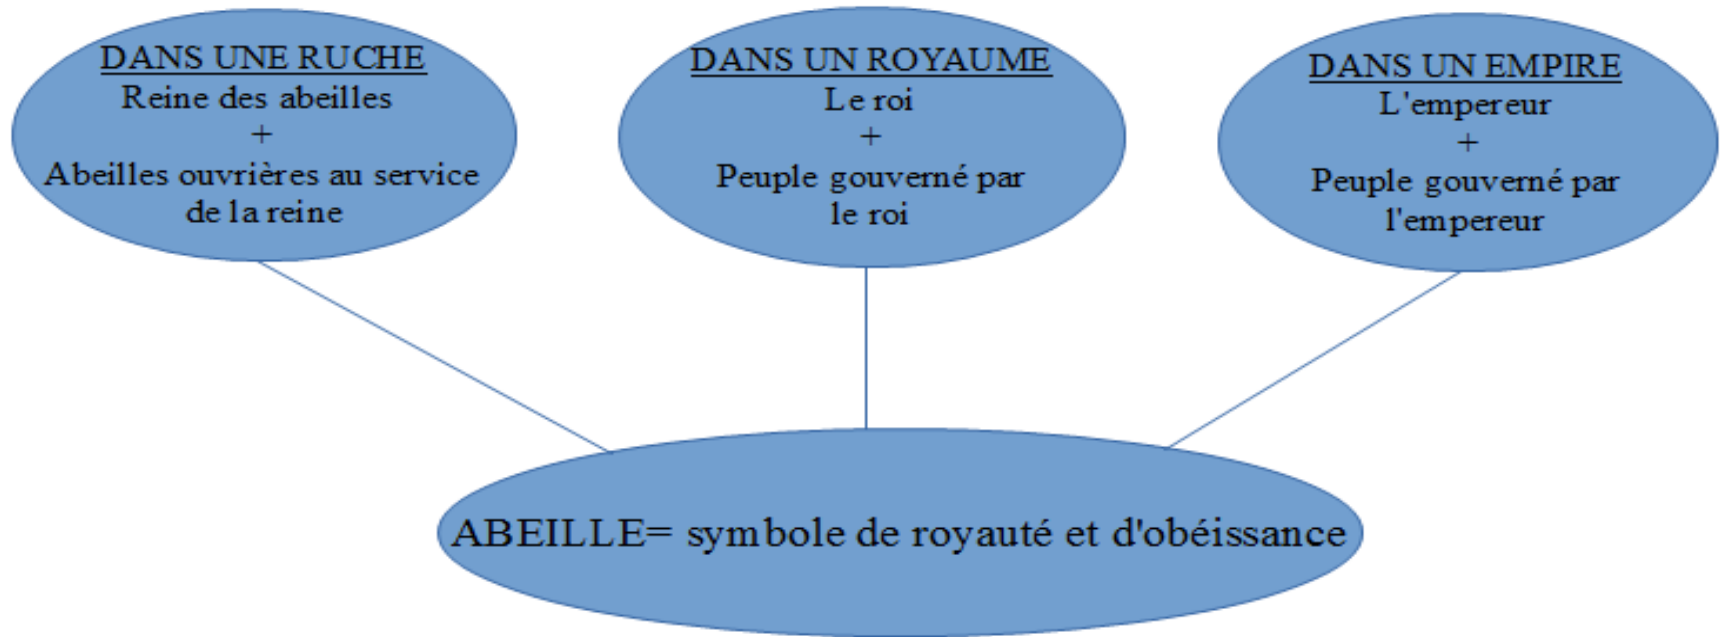 DANS UNE RUCHE
Reine des abeilles
+
Abeilles ouvrières au service
de la reine
DANS UN ROYAUME
Le roi
+
Peuple gouverné par
le roi
DANS UN EMPIRE
L'empereur
+
Peuple gouverné par
l'empereur
ABEILLE= symbole de royauté et d'obéissance